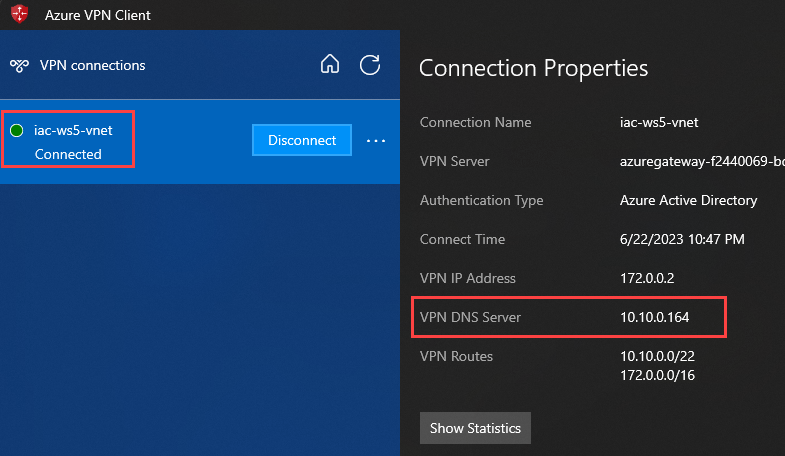 Azure VPN Client
VPN connections
iac-ws5-vnet
Connected
Disconnect
Connection Properties
Connection Name iac-ws5-vnet
VPN Server azuregateway-f2440069-bc
Authentication Type Azure Active Directory
Connect Time 6/22/2023 10:47 PM
VPN IP Address 172.0.0.2
VPN DNS Server 10.10.0.164
VPN Routes 10.10.0.0/22
172.0.0.0/16
Show Statistics